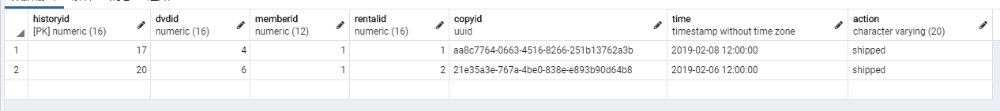 historyid dvdid memberid rentalid copyid time action
[PK] numeric (16) numeric (16) numeric (12) numeric (16) uuid timestamp without time zone character varying (20)
1 17 4 1 1 aa8c7764-0663-4516-8266-251b13762a3b 2019-02-08 12:00:00 shipped
2 20 6 1 2 21e35a3e-767a-4be0-838e-e893b90d64b8 2019-02-06 12:00:00 shipped